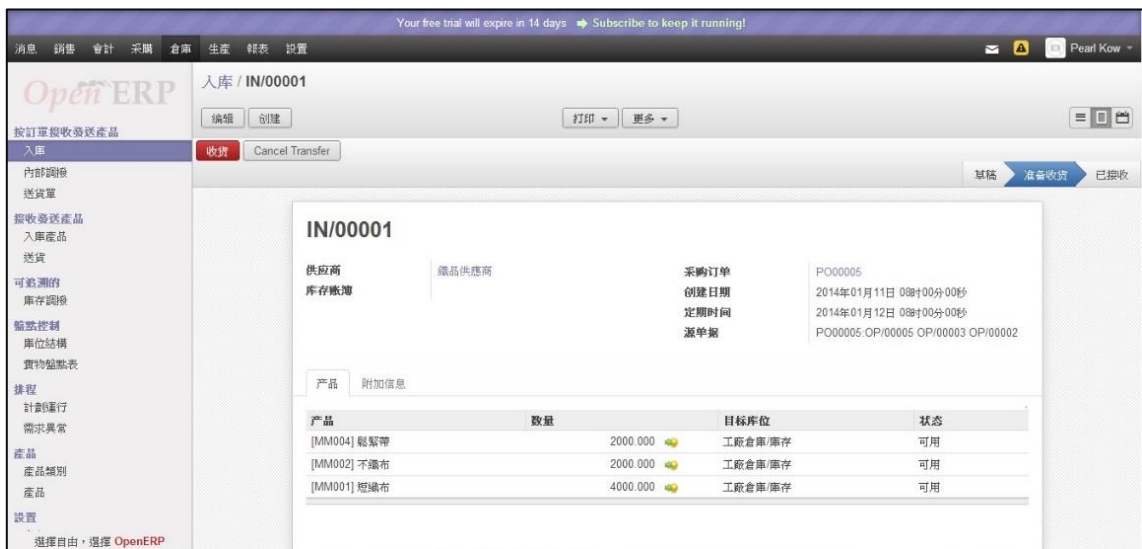 Your free trial will expire in 14 days Subscribe to keep it running!
消息 銷售 會計 采購 倉庫 生産 報表 設置 Pearl Kow
Open ERP
入库 / IN/00001
编辑 创建 打印 更多
按訂單接收發送産品
入庫
收货 Cancel Transfer
內部調撥
草稿 准备收货 已接收
送貨單
接收發送産品
入庫産品
送貨
可追溯的
庫存調撥
盤點控制
庫位結構
實物盤點表
排程
計劃運行
需求異常
産品
産品類別
産品
設置
選擇自由,選擇 OpenERP
IN/00001
供应商 織品供應商
库存账簿
采购订单 PO00005
创建日期 2014年01月11日 08时00分00秒
定期时间 2014年01月12日 08时00分00秒
源单据 PO00005:OP/00005 OP/00003 OP/00002
产品 附加信息
产品 数量 目标库位 状态
[MM004] 鬆緊帶 2000.000 工廠倉庫/庫存 可用
[MM002] 不織布 2000.000 工廠倉庫/庫存 可用
[MM001] 短織布 4000.000 工廠倉庫/庫存 可用